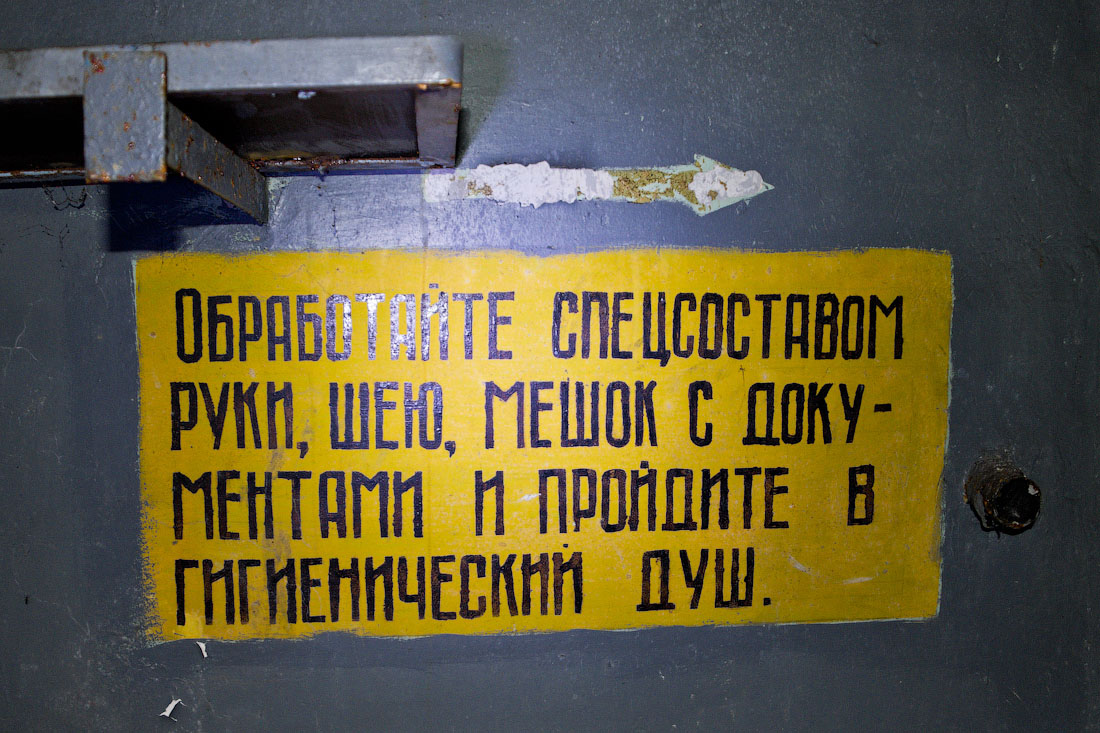 Обработайте спецсоставом
руки, шею, мешок с доку-
ментами и пройдите в
гигиенический душ.